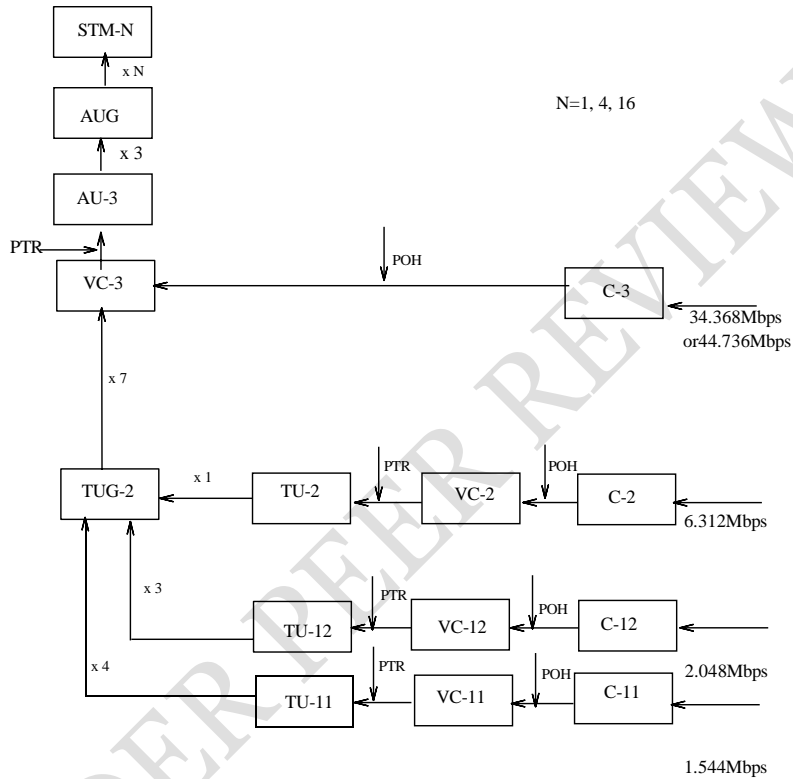 STM-N
x N
AUG
N=1, 4, 16
x 3
AU-3
PTR
VC-3
POH
C-3
34.368Mbps
or44.736Mbps
x 7
TUG-2
x 1
TU-2
PTR
VC-2
POH
C-2
6.312Mbps
x 3
TU-12
PTR
VC-12
POH
C-12
2.048Mbps
x 4
TU-11
PTR
VC-11
POH
C-11
1.544Mbps
DER PEER REVIEW